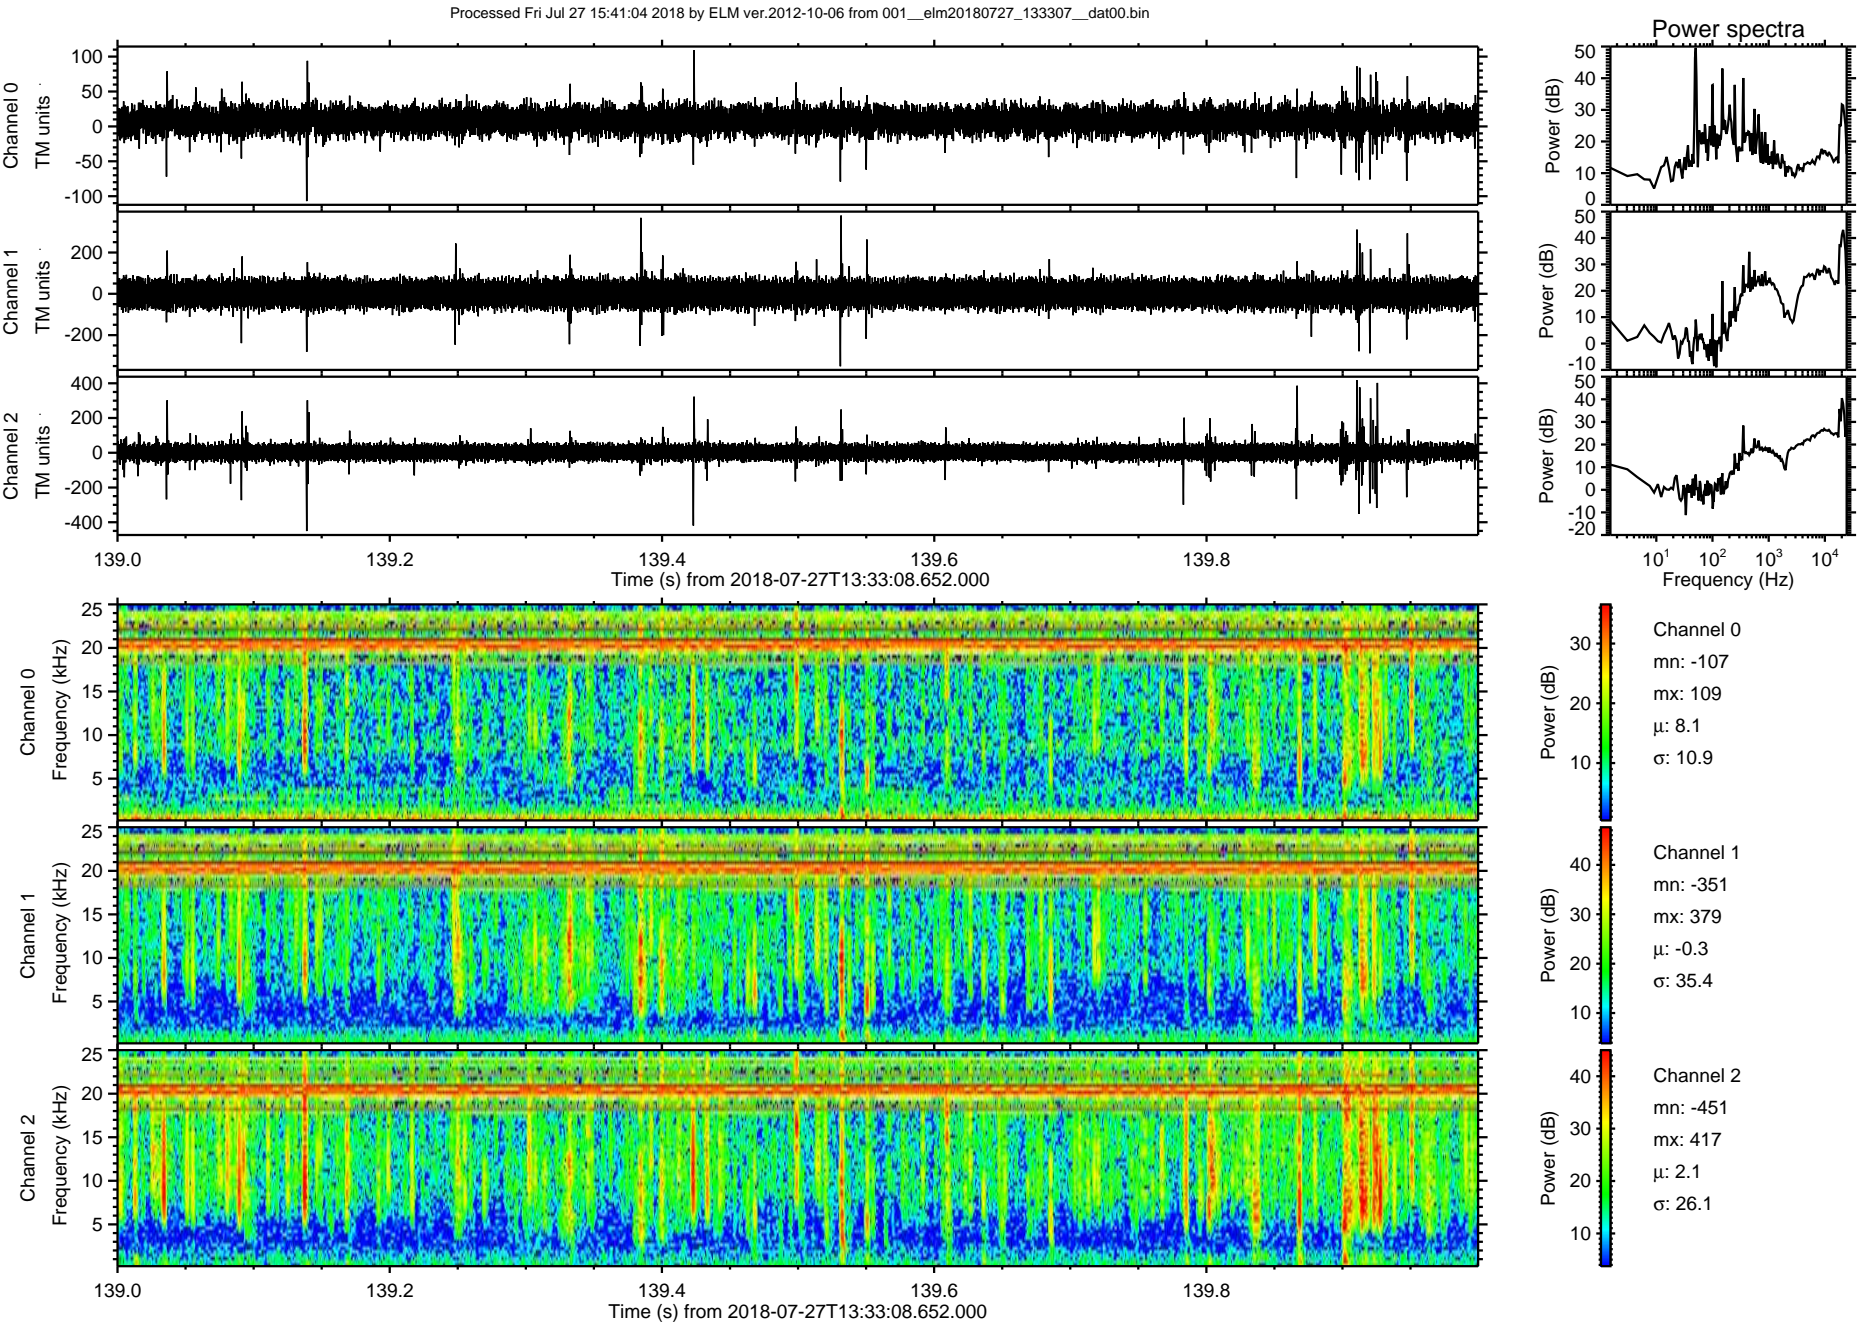 Processed Fri Jul 27 15:41:04 2018 by ELM ver.2012-10-06 from 001__elm20180727_133307__dat00.bin
Power spectra
Channel 0
TM units
100
50
0
-50
-100
Power (dB)
50
40
30
20
10
0
Channel 1
TM units
200
0
-200
Power (dB)
50
40
30
20
10
0
-10
Channel 2
TM units
400
200
0
-200
-400
Power (dB)
50
40
30
20
10
0
-10
-20
139.0 139.2 139.4 139.6 139.8
Time (s) from 2018-07-27T13:33:08.652.000
10¹ 10² 10³ 10⁴
Frequency (Hz)
Channel 0
Frequency (kHz)
25
20
15
10
5
Power (dB)
30
20
10
Channel 0
mn: -107
mx: 109
μ: 8.1
σ: 10.9
Channel 1
Frequency (kHz)
25
20
15
10
5
Power (dB)
40
30
20
10
Channel 1
mn: -351
mx: 379
μ: -0.3
σ: 35.4
Channel 2
Frequency (kHz)
25
20
15
10
5
Power (dB)
40
30
20
10
Channel 2
mn: -451
mx: 417
μ: 2.1
σ: 26.1
139.0 139.2 139.4 139.6 139.8
Time (s) from 2018-07-27T13:33:08.652.000